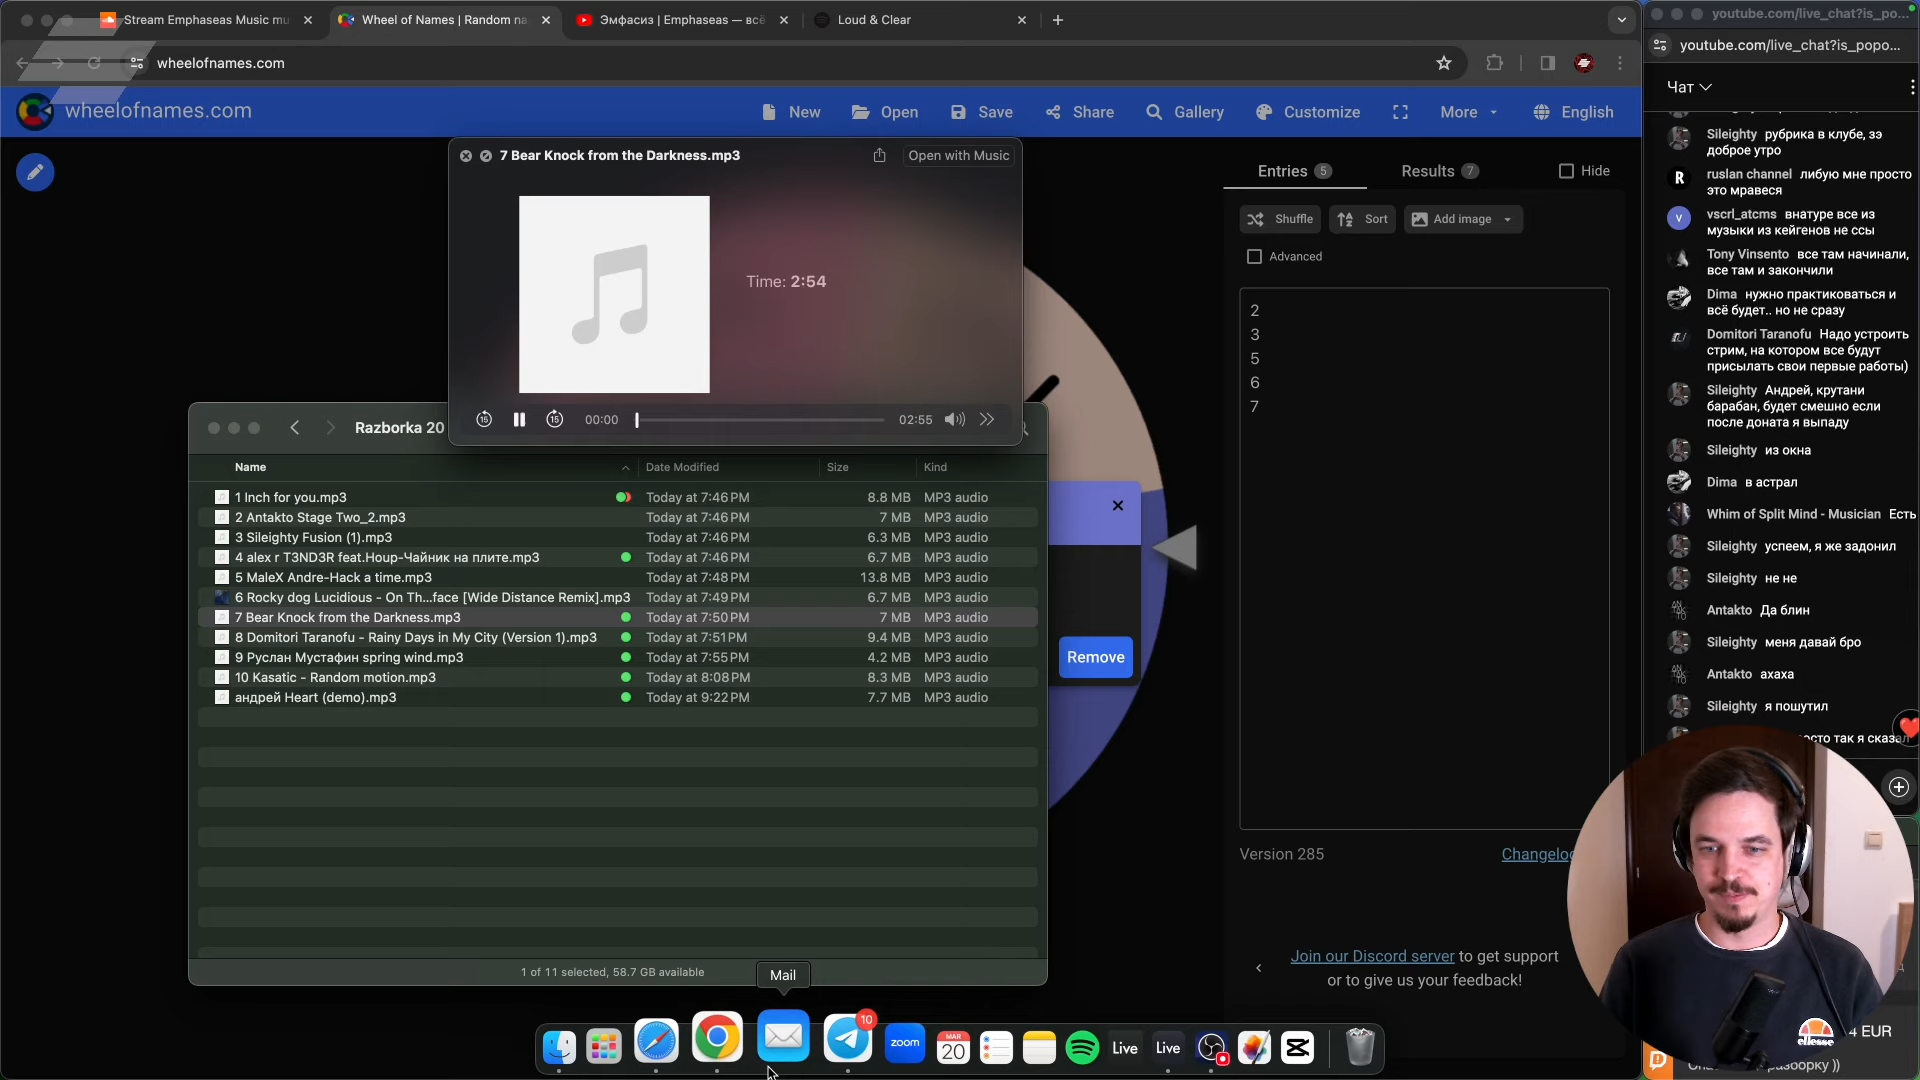 Stream Emphaseas Music mu
Wheel of Names | Random na
Эмфасиз | Emphaseas — всё
Loud & Clear
wheelofnames.com
wheelofnames.com
New
Open
Save
Share
Gallery
Customize
More
English
7 Bear Knock from the Darkness.mp3
Open with Music
Time: 2:54
15
15
00:00
02:55
Razborka 20
Name
Date Modified
Size
Kind
1 Inch for you.mp3 Today at 7:46 PM 8.8 MB MP3 audio
2 Antakto Stage Two_2.mp3 Today at 7:46 PM 7 MB MP3 audio
3 Sileighty Fusion (1).mp3 Today at 7:46 PM 6.3 MB MP3 audio
4 alex r T3ND3R feat.Houp-Чайник на плите.mp3 Today at 7:46 PM 6.7 MB MP3 audio
5 MaleX Andre-Hack a time.mp3 Today at 7:48 PM 13.8 MB MP3 audio
6 Rocky dog Lucidious - On Th...face [Wide Distance Remix].mp3 Today at 7:49 PM 6.7 MB MP3 audio
7 Bear Knock from the Darkness.mp3 Today at 7:50 PM 7 MB MP3 audio
8 Domitori Taranofu - Rainy Days in My City (Version 1).mp3 Today at 7:51 PM 9.4 MB MP3 audio
9 Руслан Мустафин spring wind.mp3 Today at 7:55 PM 4.2 MB MP3 audio
10 Kasatic - Random motion.mp3 Today at 8:08 PM 8.3 MB MP3 audio
андрей Heart (demo).mp3 Today at 9:22 PM 7.7 MB MP3 audio
1 of 11 selected, 58.7 GB available
Remove
Entries 5
Results 7
Hide
Shuffle
Sort
Add image
Advanced
2
3
5
6
7
Version 285
Changelog
Join our Discord server to get support
or to give us your feedback!
Mail
10
zoom
MAR
20
Live
Live
youtube.com/live_chat?is_po...
youtube.com/live_chat?is_popo...
Чат
Sileighty рубрика в клубе, зэ
доброе утро
ruslan channel либую мне просто
это мравеся
vscrl_atcms внатуре все из
музыки из кейгенов не ссы
Tony Vinsento все там начинали,
все там и закончили
Dima нужно практиковаться и
всё будет.. но не сразу
Domitori Taranofu Надо устроить
стрим, на котором все будут
присылать свои первые работы)
Sileighty Андрей, крутани
барабан, будет смешно если
после доната я выпаду
Sileighty из окна
Dima в астрал
Whim of Split Mind - Musician Есть
Sileighty успеем, я же задонил
Sileighty не не
Antakto Да блин
Sileighty меня давай бро
Antakto ахаха
Sileighty я пошутил
осто так я сказал
ellesse
4 EUR
разборку ))